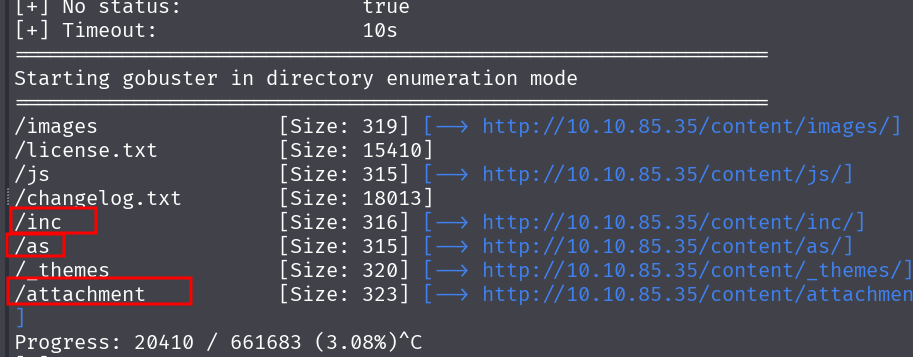 [+] No status:              true
[+] Timeout:                10s
===============================================================
Starting gobuster in directory enumeration mode
===============================================================
/images               [Size: 319] [--> http://10.10.85.35/content/images/]
/license.txt          [Size: 15410]
/js                   [Size: 315] [--> http://10.10.85.35/content/js/]
/changelog.txt        [Size: 18013]
/inc                  [Size: 316] [--> http://10.10.85.35/content/inc/]
/as                   [Size: 315] [--> http://10.10.85.35/content/as/]
/_themes              [Size: 320] [--> http://10.10.85.35/content/_themes/]
/attachment           [Size: 323] [--> http://10.10.85.35/content/attachmen
]
Progress: 20410 / 661683 (3.08%)^C